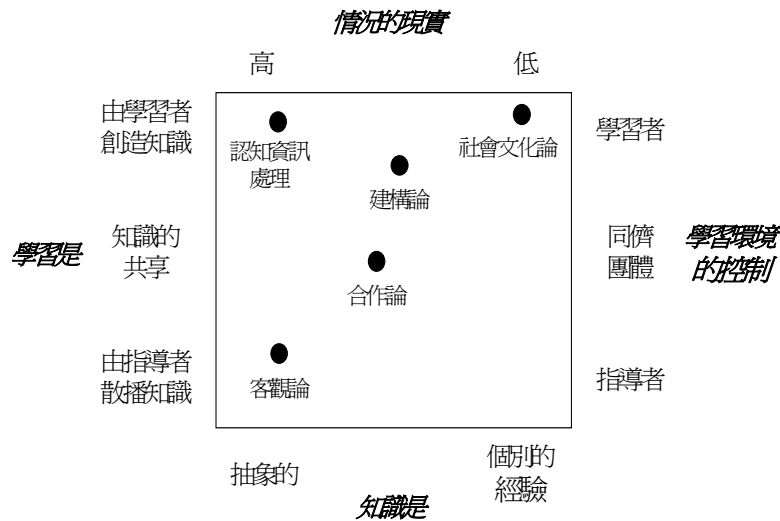 情況的現實
高
低
由學習者
創造知識
學習者
認知資訊
處理
社會文化論
建構論
學習是
知識的
共享
同儕
團體
學習環境
的控制
合作論
由指導者
散播知識
客觀論
指導者
抽象的
個別的
經驗
知識是